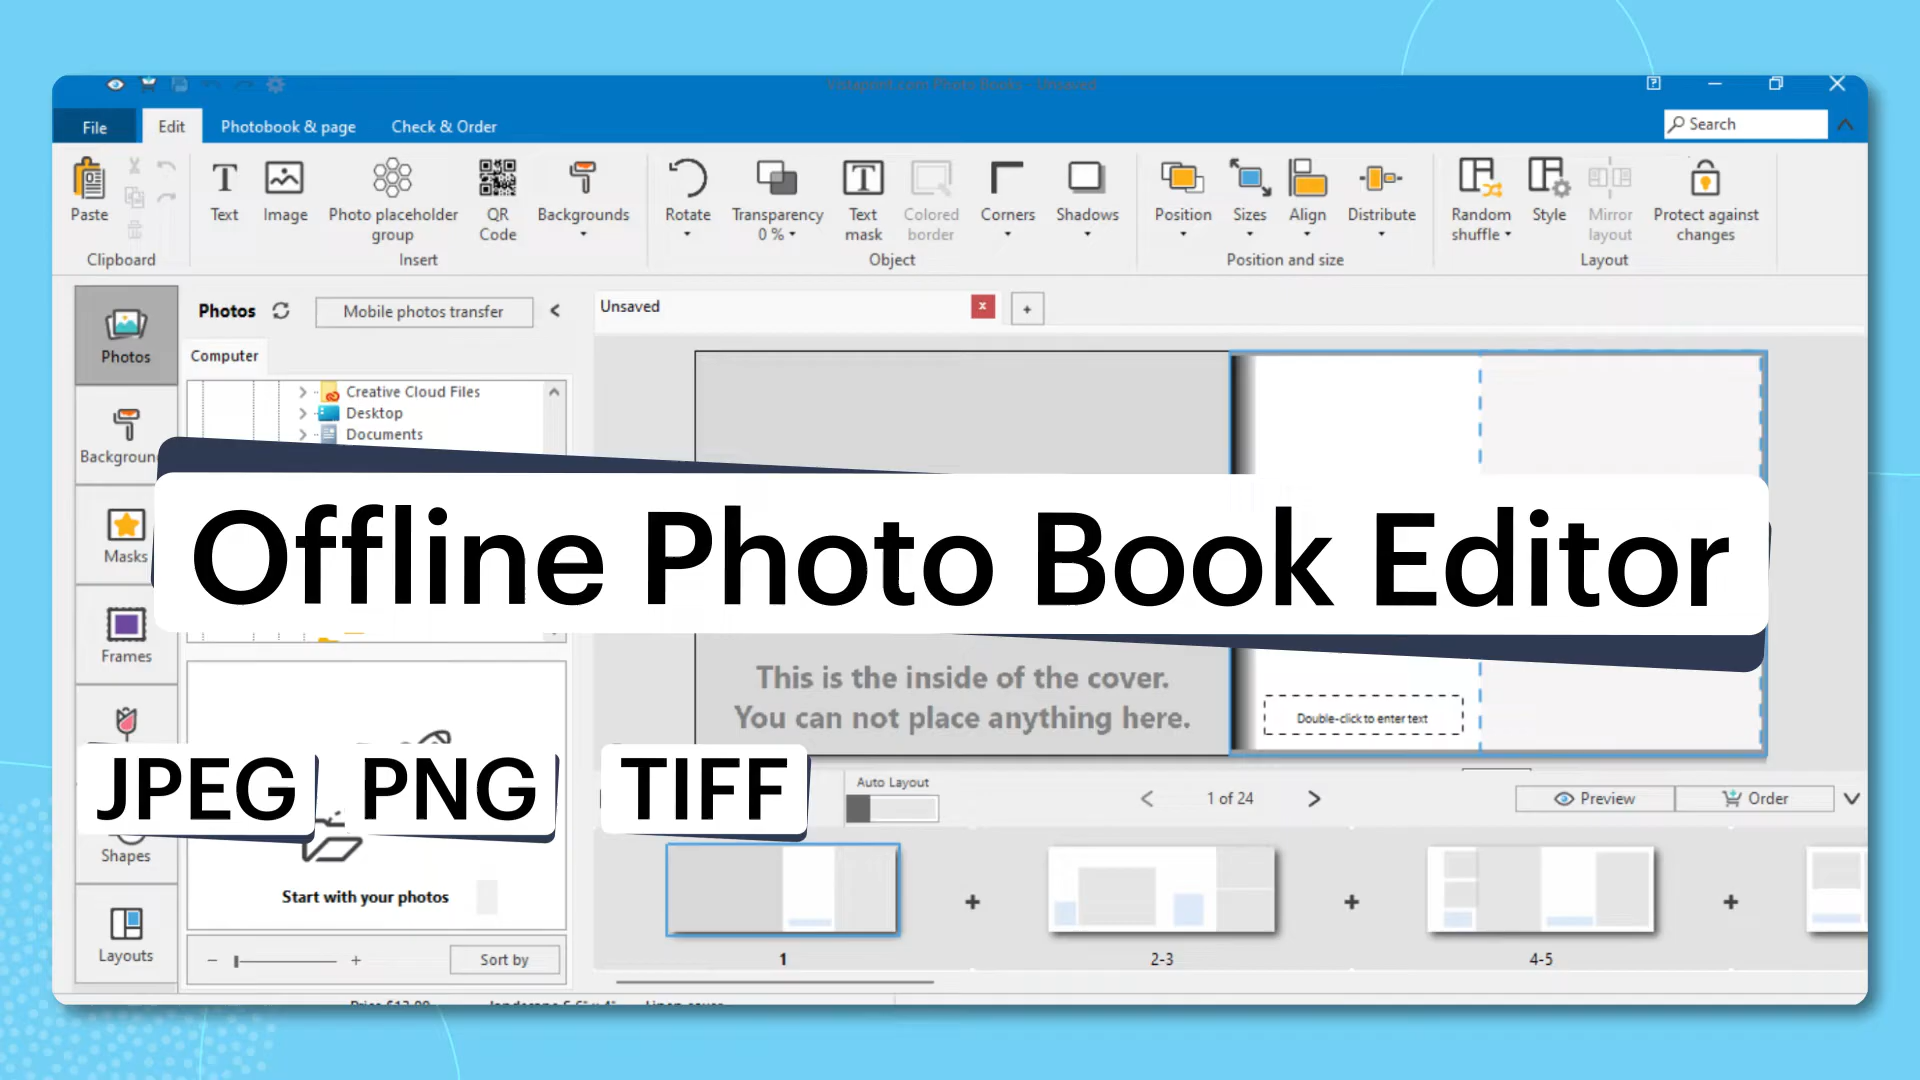 Vistaprint.com Photo Books - Unsaved
File
Edit
Photobook & page
Check & Order
Search
Paste
Text
Image
Photo placeholder
group
QR
Code
Backgrounds
Rotate
Transparency
0 %
Text
mask
Colored
border
Corners
Shadows
Position
Sizes
Align
Distribute
Random
shuffle
Style
Mirror
layout
Protect against
changes
Clipboard
Insert
Object
Position and size
Layout
Photos
Photos
Mobile photos transfer
Unsaved
Computer
Creative Cloud Files
Desktop
Documents
Masks
Frames
Shapes
Layouts
Offline Photo Book Editor
This is the inside of the cover.
You can not place anything here.
Double-click to enter text
JPEG
PNG
TIFF
Auto Layout
1 of 24
Preview
Order
Start with your photos
Sort by
1
2-3
4-5